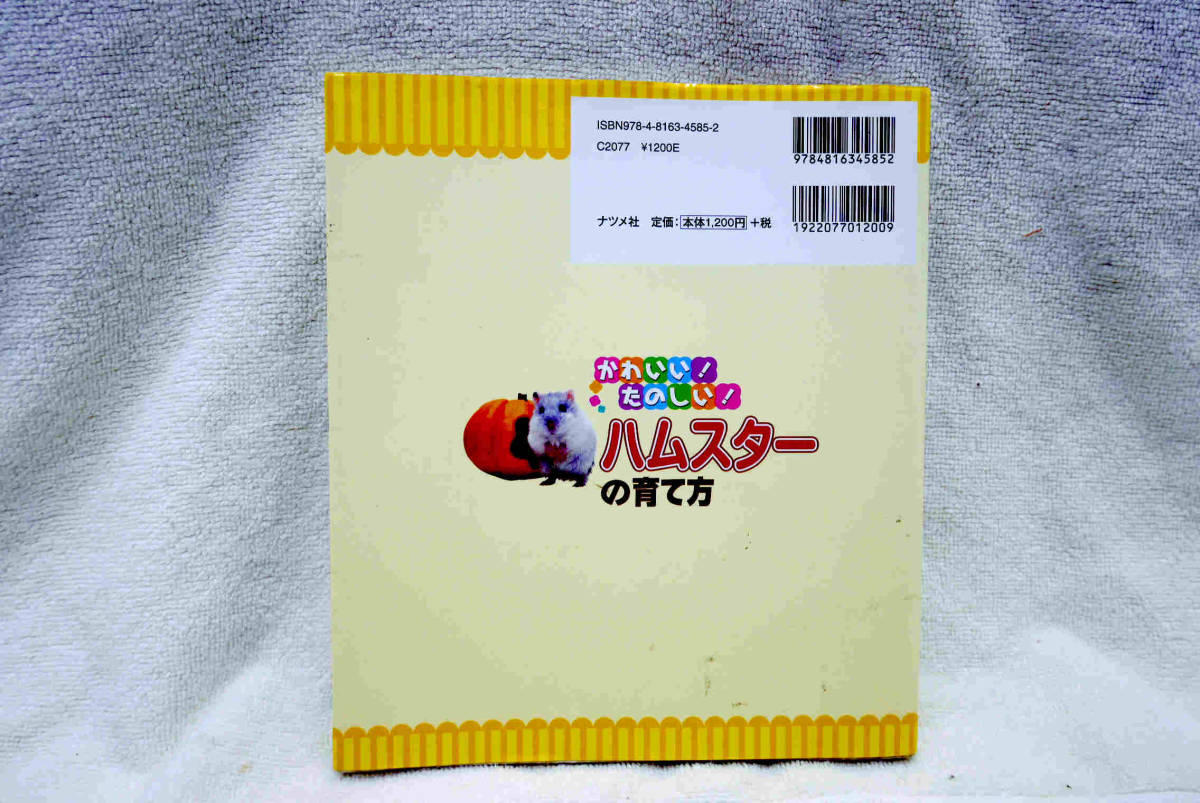 ISBN978-4-8163-4585-2
C2077 ¥1200E
9784816345852
ナツメ社 定価:本体1,200円+税
1922077012009
かわいい!
たのしい!
ハムスター
の育て方